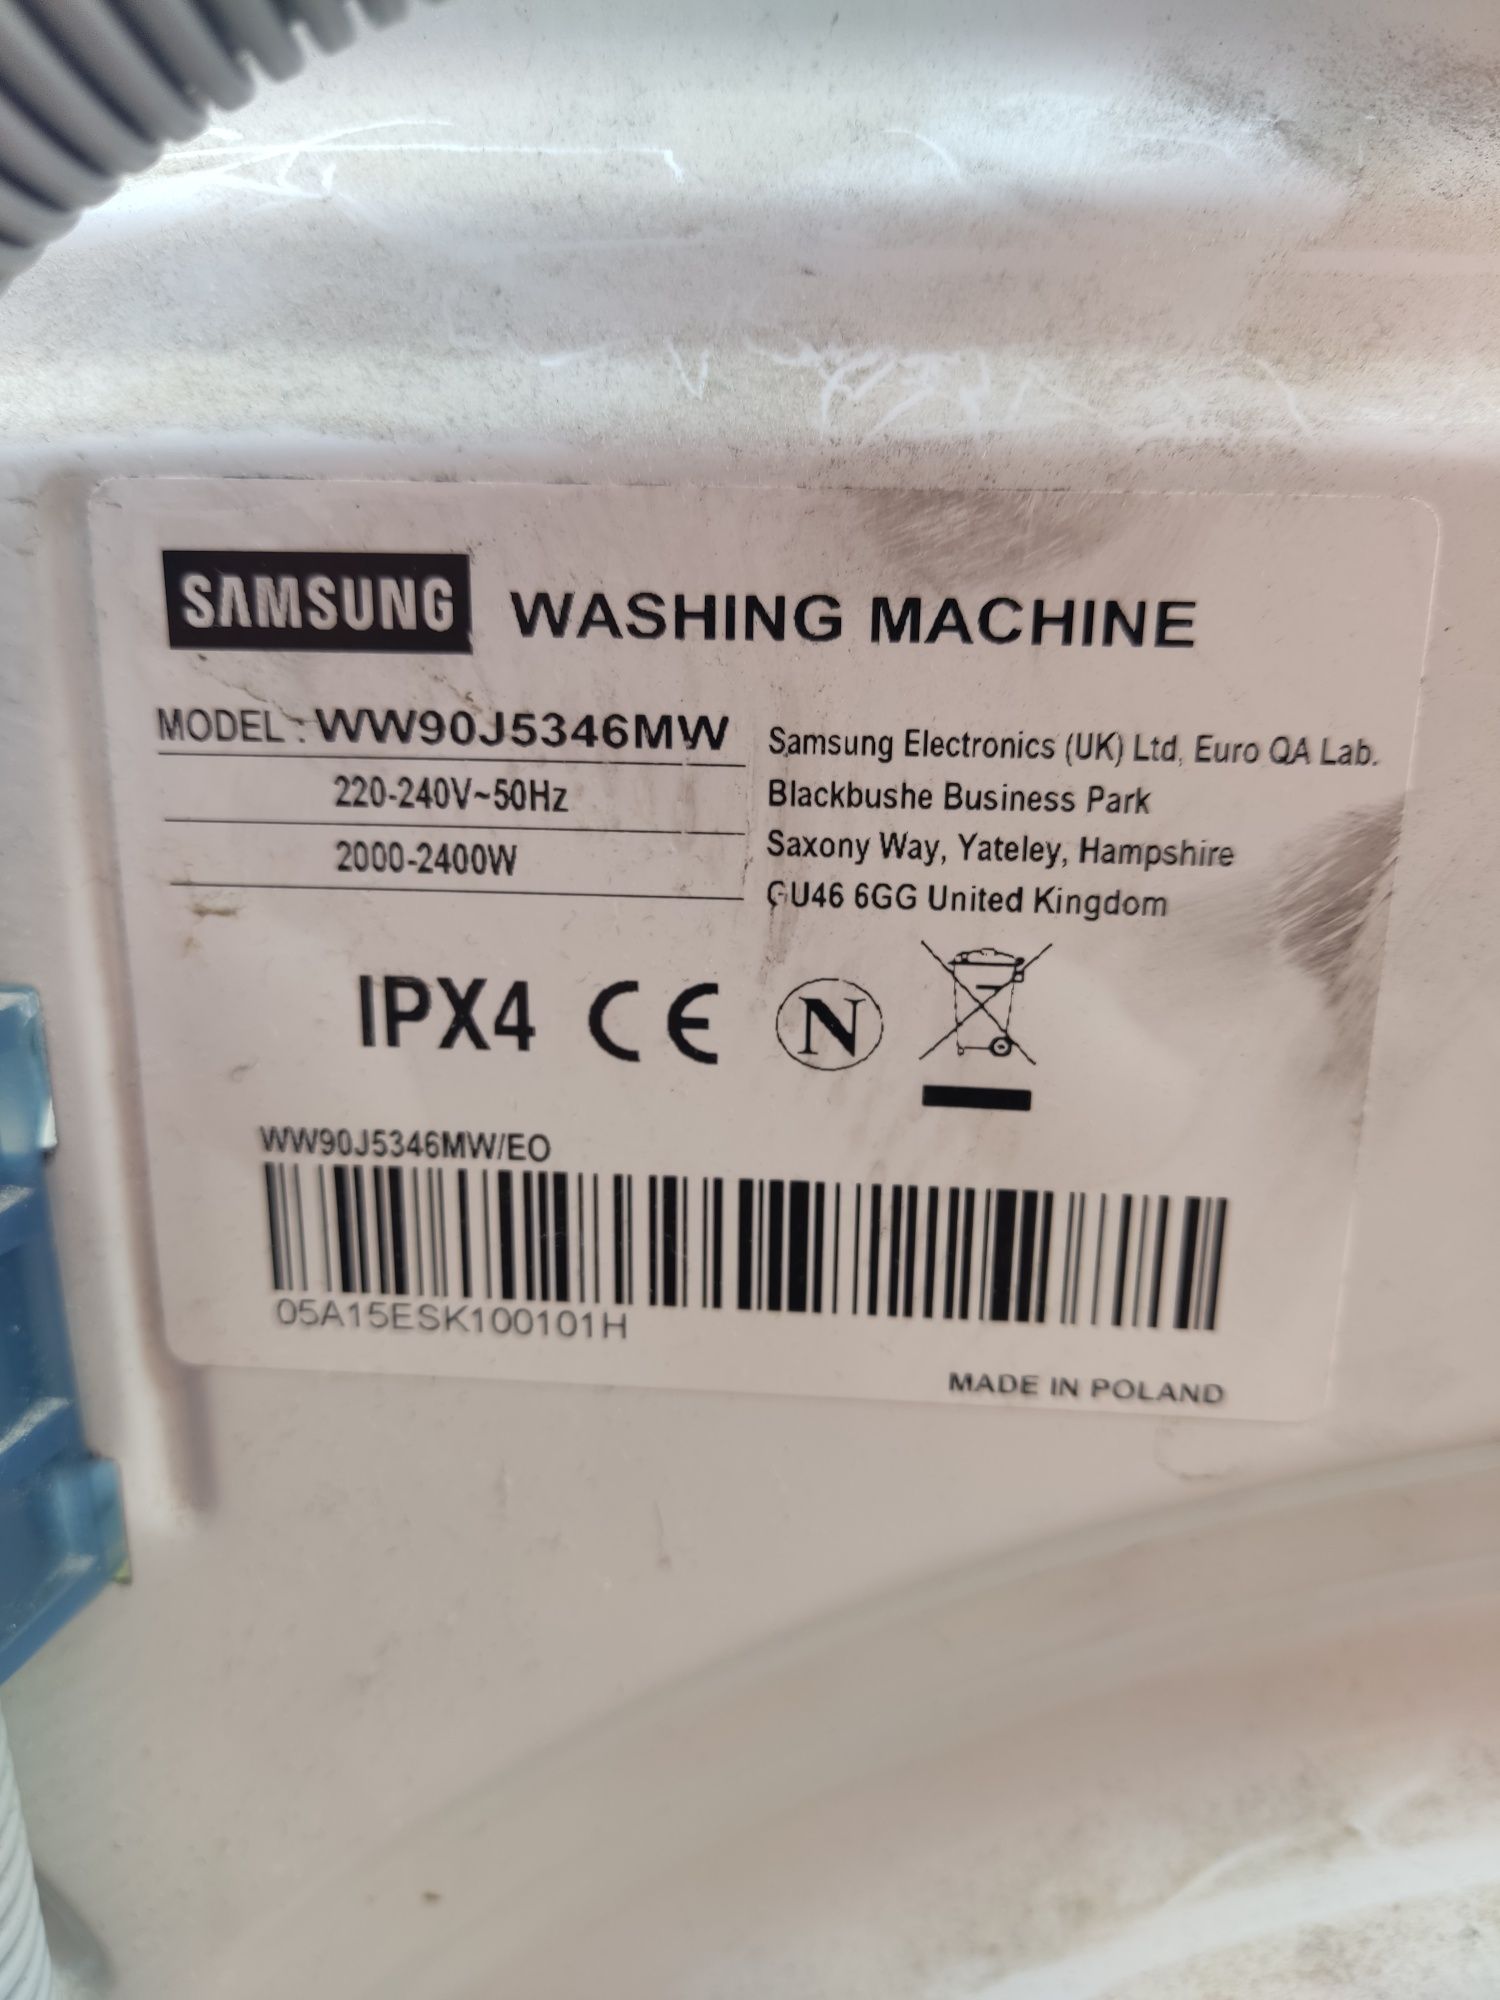 SAMSUNG WASHING MACHINE
MODEL : WW90J5346MW
220-240V~50Hz
2000-2400W
Samsung Electronics (UK) Ltd, Euro QA Lab.
Blackbushe Business Park
Saxony Way, Yateley, Hampshire
GU46 6GG United Kingdom
IPX4 CE N
WW90J5346MW/EO
05A15ESK100101H
MADE IN POLAND